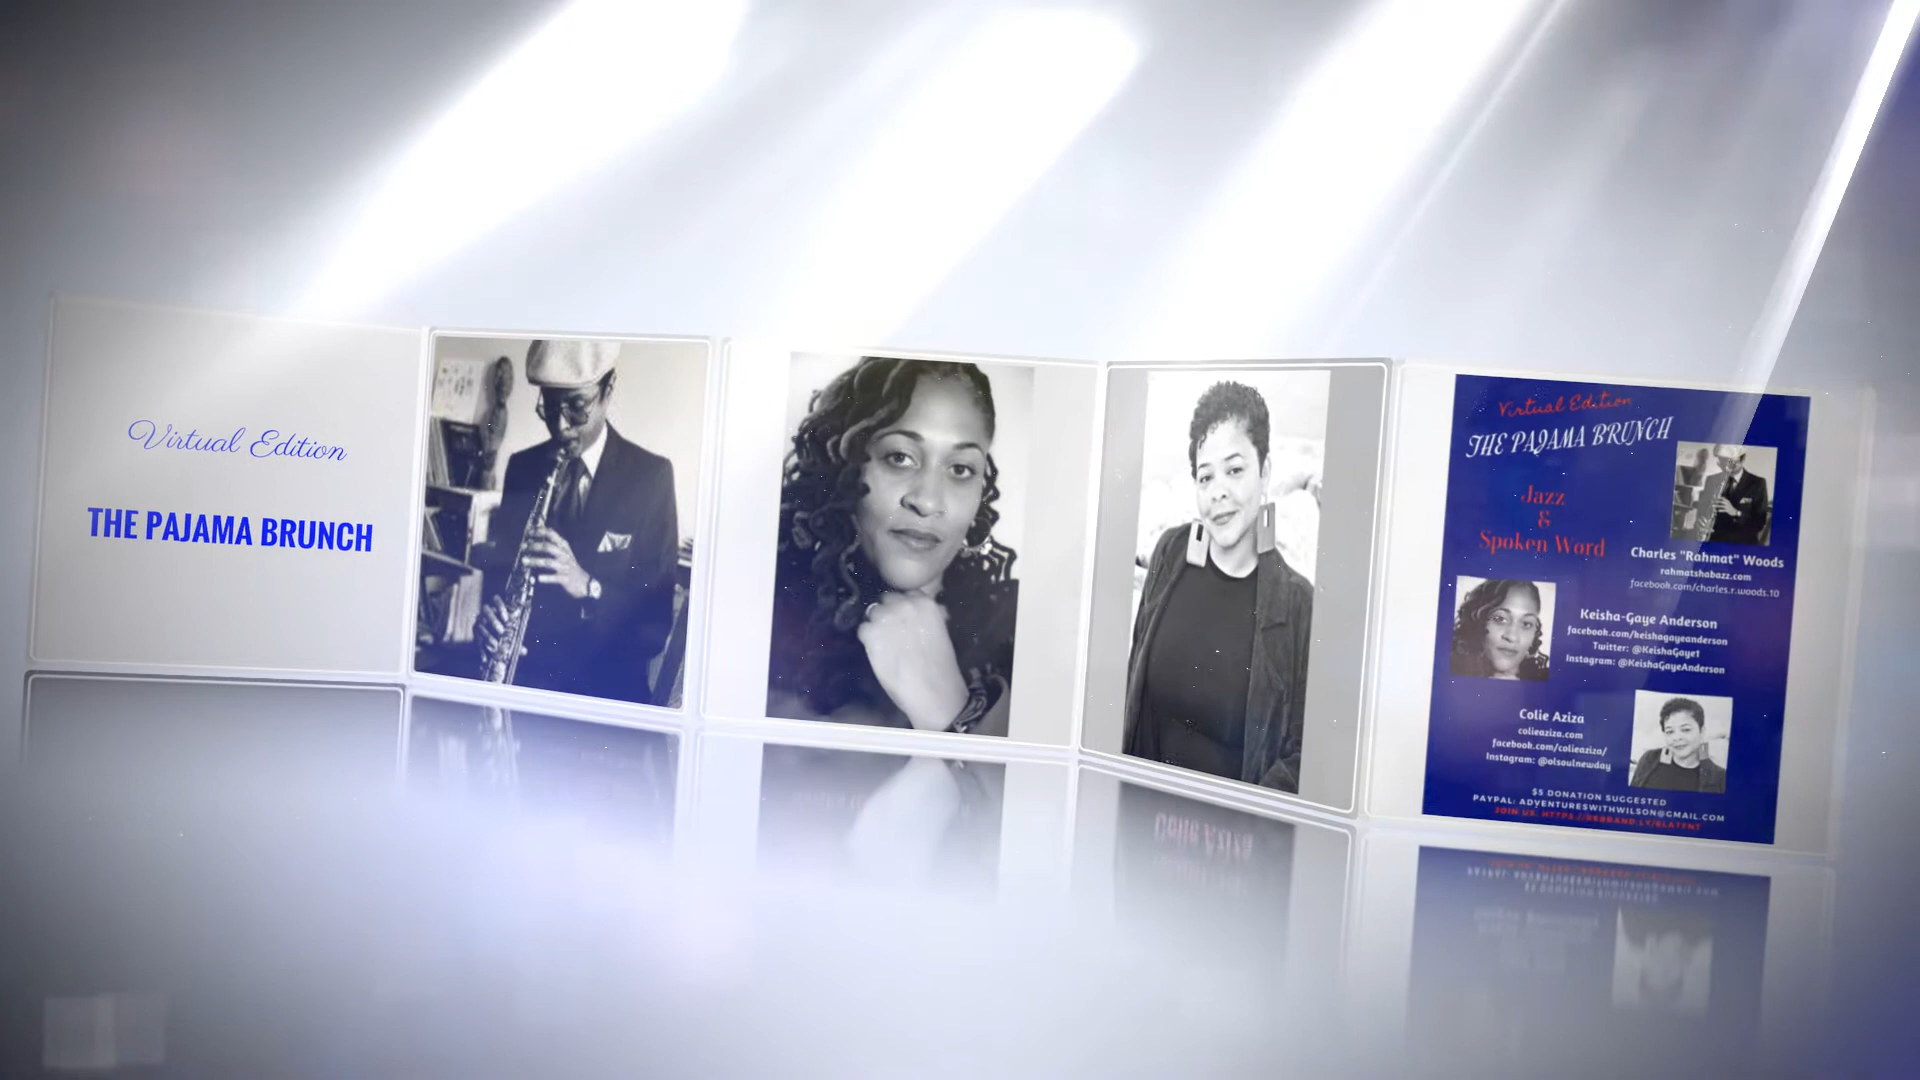 Virtual Edition
THE PAJAMA BRUNCH
Virtual Edition
THE PAJAMA BRUNCH
Jazz
&
Spoken Word
Charles "Rahmat" Woods
rahmatshabazz.com
facebook.com/charles.r.woods.10
Keisha-Gaye Anderson
facebook.com/keishagayeanderson
Twitter: @KeishaGaye1
Instagram: @KeishaGayeAnderson
Colie Aziza
colieaziza.com
facebook.com/colieaziza/
Instagram: @olsoulnewday
$5 DONATION SUGGESTED
PAYPAL: ADVENTURESWITHWILSON@GMAIL.COM
JOIN US: